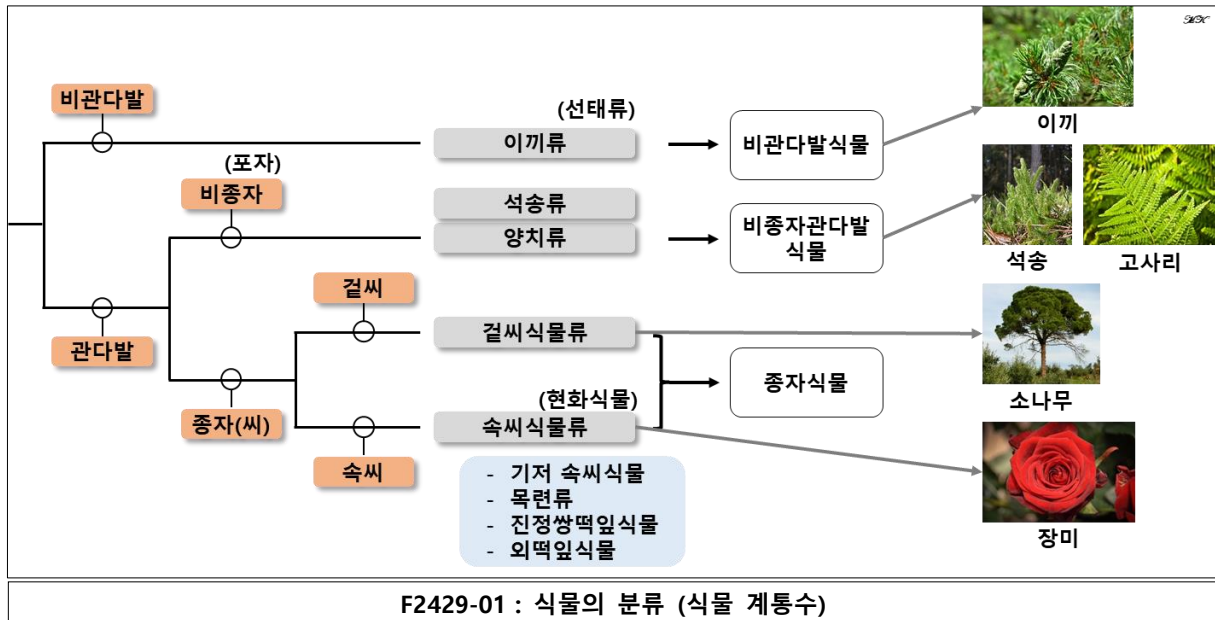 𝓜𝓚
비관다발
(선태류)
이끼류
비관다발식물
이끼
(포자)
비종자
석송류
양치류
비종자관다발
식물
석송
고사리
겉씨
관다발
겉씨식물류
종자식물
소나무
종자(씨)
(현화식물)
속씨식물류
속씨
- 기저 속씨식물
- 목련류
- 진정쌍떡잎식물
- 외떡잎식물
장미
F2429-01 : 식물의 분류 (식물 계통수)